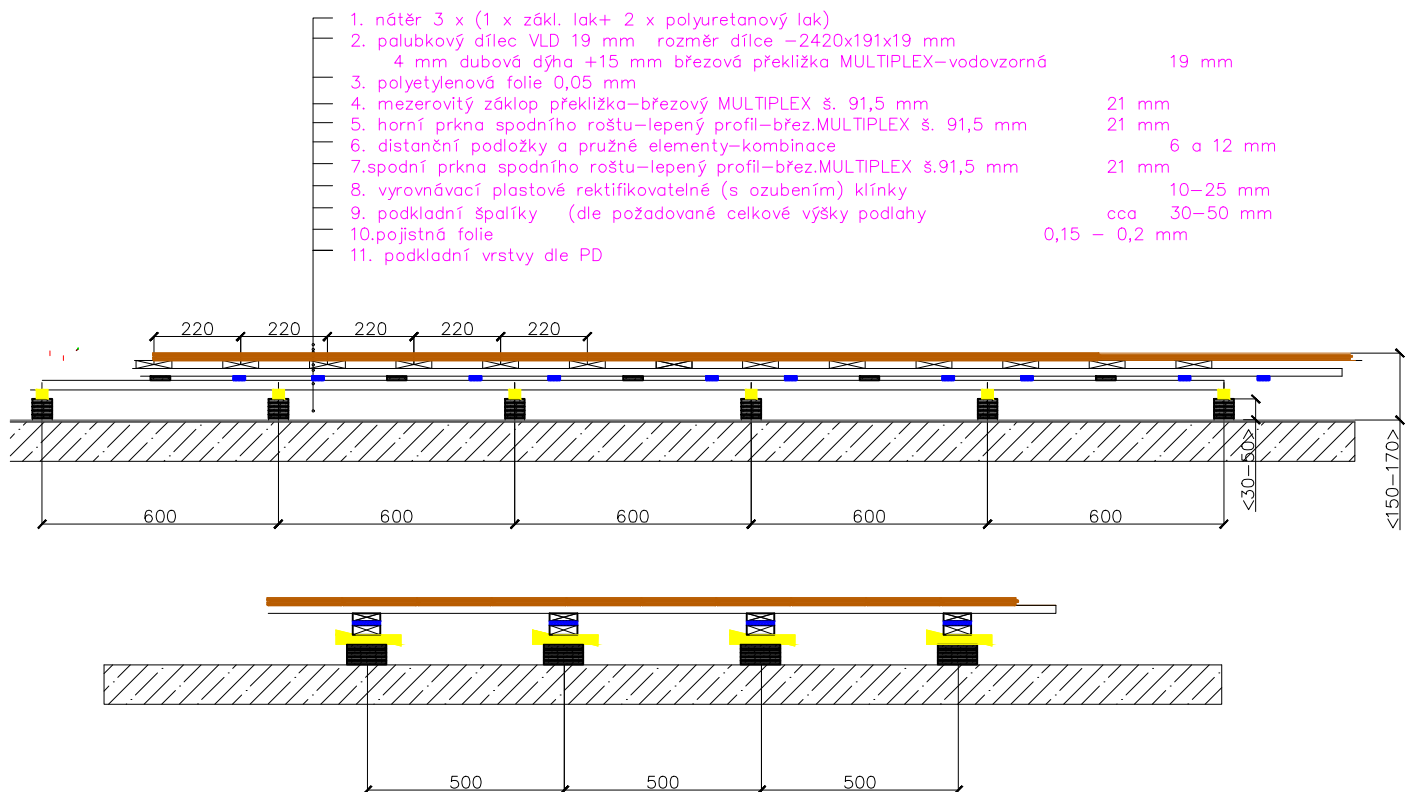 1. nátěr 3 x (1 x zákl. lak+ 2 x polyuretanový lak)
2. palubkový dílec VLD 19 mm rozměr dílce -2420x191x19 mm
4 mm dubová dýha +15 mm březová překližka MULTIPLEX-vodovzorná 19 mm
3. polyetylenová folie 0,05 mm
4. mezerovitý záklop překližka-březový MULTIPLEX š. 91,5 mm 21 mm
5. horní prkna spodního roštu-lepený profil-břez.MULTIPLEX š. 91,5 mm 21 mm
6. distanční podložky a pružné elementy-kombinace 6 a 12 mm
7.spodní prkna spodního roštu-lepený profil-břez.MULTIPLEX š.91,5 mm 21 mm
8. vyrovnávací plastové rektifikovatelné (s ozubením) klínky 10-25 mm
9. podkladní špalíky (dle požadované celkové výšky podlahy cca 30-50 mm
10.pojistná folie 0,15 - 0,2 mm
11. podkladní vrstvy dle PD
220 220 220 220 220
<30-50>
<150-170>
600 600 600 600 600
500 500 500